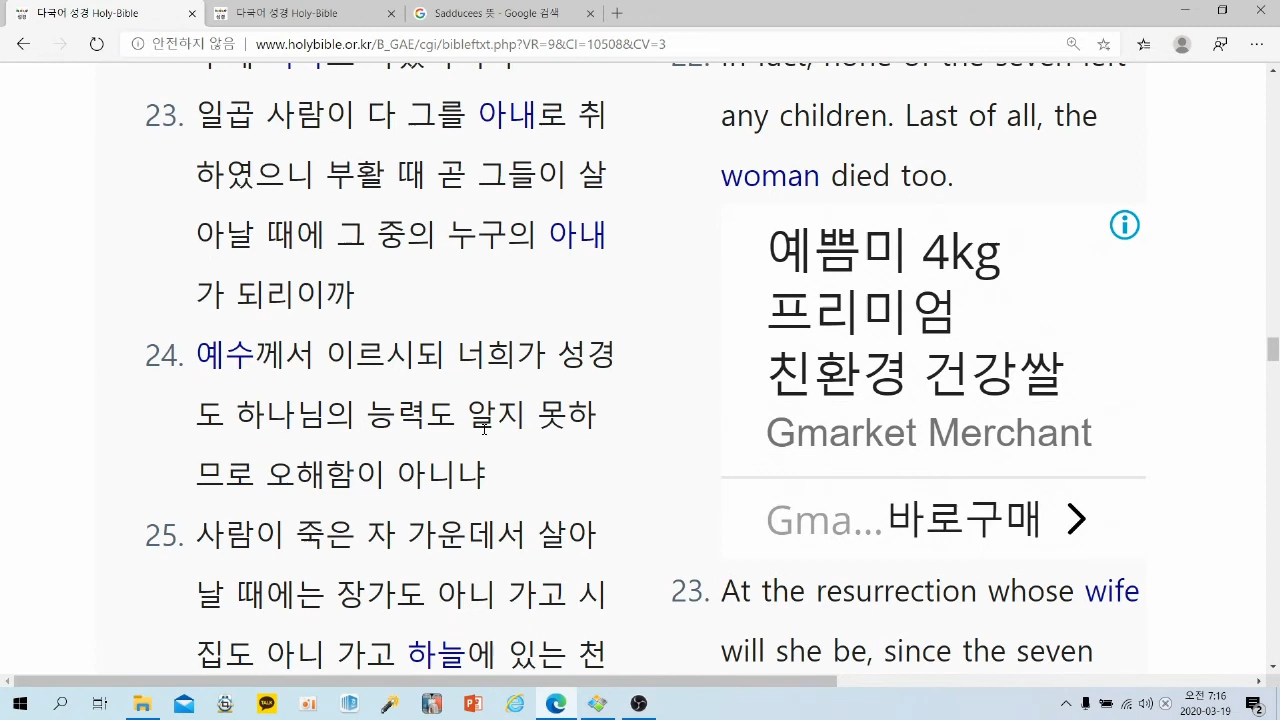 다국어 성경 Holy-Bible
다국어 성경 Holy-Bible
Sadducees 뜻 - Google 검색
안전하지 않음
www.holybible.or.kr/B_GAE/cgi/bibleftxt.php?VR=9&CI=10508&CV=3
23. 일곱 사람이 다 그를 아내로 취
하였으니 부활 때 곧 그들이 살
아날 때에 그 중의 누구의 아내
가 되리이까
24. 예수께서 이르시되 너희가 성경
도 하나님의 능력도 알지 못하
므로 오해함이 아니냐
25. 사람이 죽은 자 가운데서 살아
날 때에는 장가도 아니 가고 시
집도 아니 가고 하늘에 있는 천
22. In fact, none of the seven left
any children. Last of all, the
woman died too.
예쁨미 4kg
프리미엄
친환경 건강쌀
Gmarket Merchant
Gma... 바로구매
23. At the resurrection whose wife
will she be, since the seven
TALK
오전 7:16
2020-03-19
2